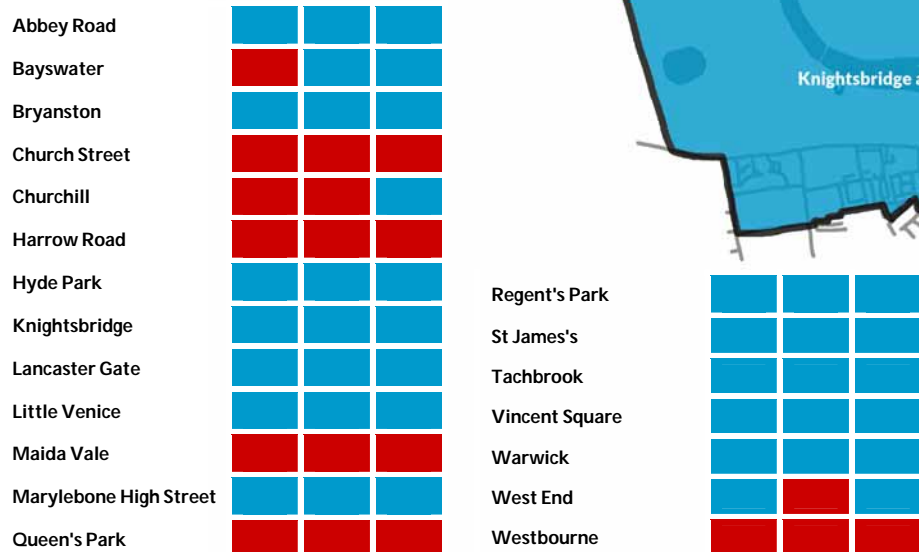 Abbey Road
Bayswater
Bryanston
Church Street
Churchill
Harrow Road
Hyde Park
Knightsbridge
Lancaster Gate
Little Venice
Maida Vale
Marylebone High Street
Queen's Park
Knightsbridge
Regent's Park
St James's
Tachbrook
Vincent Square
Warwick
West End
Westbourne